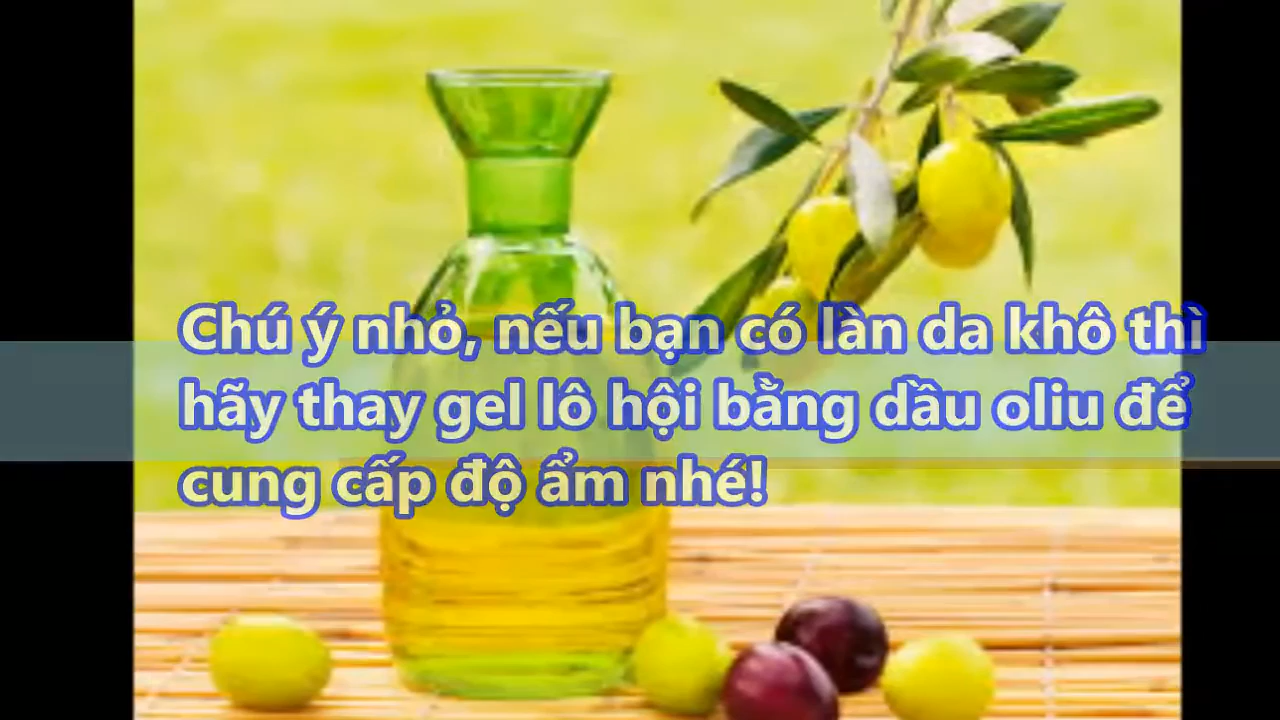 Chú ý nhỏ, nếu bạn có làn da khô thì
hãy thay gel lô hội bằng dầu oliu để
cung cấp độ ẩm nhé!